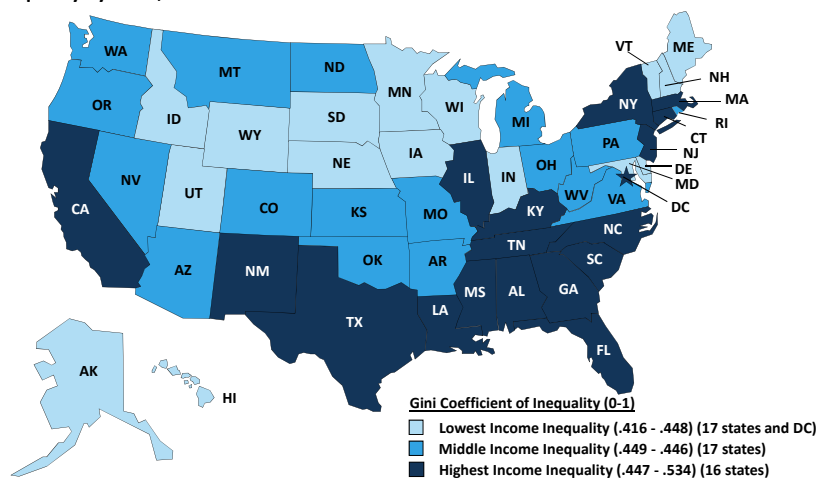 WA
MT
ND
MN
VT
ME
NH
OR
ID
SD
WI
NY
MA
MI
RI
WY
CT
PA
IA
NJ
NE
OH
IN
DE
NV
IL
MD
UT
WV
CO
VA
DC
CA
KS
MO
KY
NC
TN
OK
AR
SC
AZ
NM
MS
AL
GA
LA
TX
FL
AK
HI
Gini Coefficient of Inequality (0-1)
Lowest Income Inequality (.416 - .448) (17 states and DC)
Middle Income Inequality (.449 - .446) (17 states)
Highest Income Inequality (.447 - .534) (16 states)